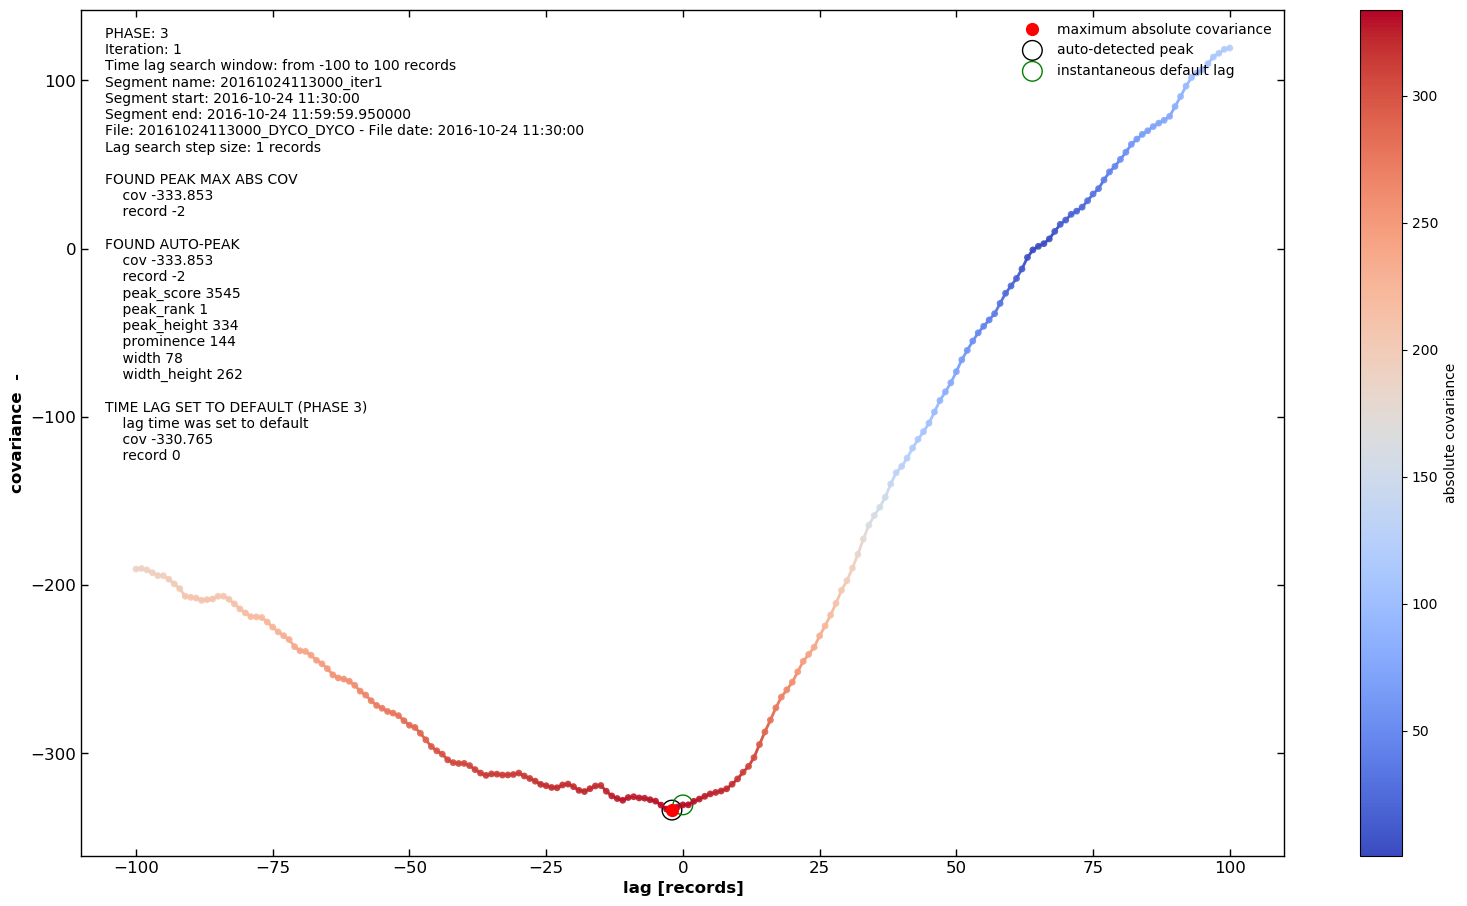 PHASE: 3
Iteration: 1
Time lag search window: from -100 to 100 records
Segment name: 20161024113000_iter1
Segment start: 2016-10-24 11:30:00
Segment end: 2016-10-24 11:59:59.950000
File: 20161024113000_DYCO_DYCO - File date: 2016-10-24 11:30:00
Lag search step size: 1 records
FOUND PEAK MAX ABS COV
cov -333.853
record -2
FOUND AUTO-PEAK
cov -333.853
record -2
peak_score 3545
peak_rank 1
peak_height 334
prominence 144
width 78
width_height 262
TIME LAG SET TO DEFAULT (PHASE 3)
lag time was set to default
cov -330.765
record 0
maximum absolute covariance
auto-detected peak
instantaneous default lag
covariance -
100
0
−100
−200
−300
−100
−75
−50
−25
0
25
50
75
100
lag [records]
300
250
200
150
100
50
absolute covariance